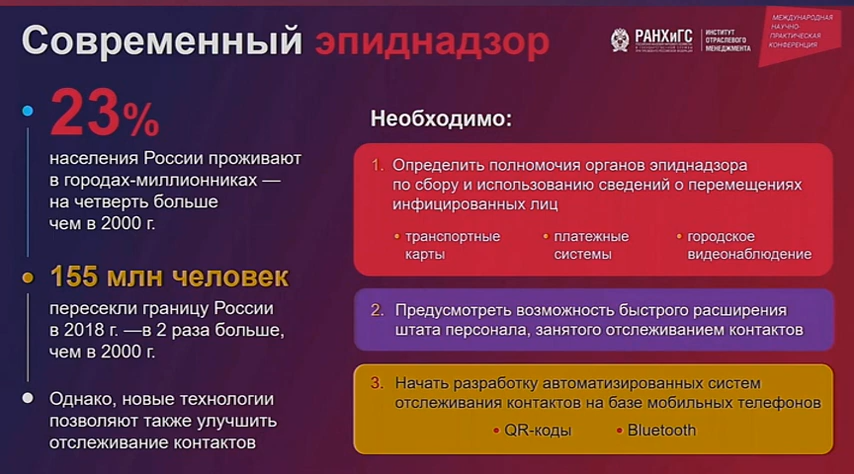 Современный эпиднадзор
РАНХиГС
ИНСТИТУТ
ОТРАСЛЕВОГО
МЕНЕДЖМЕНТА
МЕЖДУНАРОДНАЯ
НАУЧНО-
ПРАКТИЧЕСКАЯ
КОНФЕРЕНЦИЯ
23%
населения России проживают
в городах-миллионниках —
на четверть больше
чем в 2000 г.
155 млн человек
пересекли границу России
в 2018 г. —в 2 раза больше,
чем в 2000 г.
Однако, новые технологии
позволяют также улучшить
отслеживание контактов
Необходимо:
1. Определить полномочия органов эпиднадзора
по сбору и использованию сведений о перемещениях
инфицированных лиц
• транспортные
карты
• платежные
системы
• городское
видеонаблюдение
2. Предусмотреть возможность быстрого расширения
штата персонала, занятого отслеживанием контактов
3. Начать разработку автоматизированных систем
отслеживания контактов на базе мобильных телефонов
• QR-коды • Bluetooth